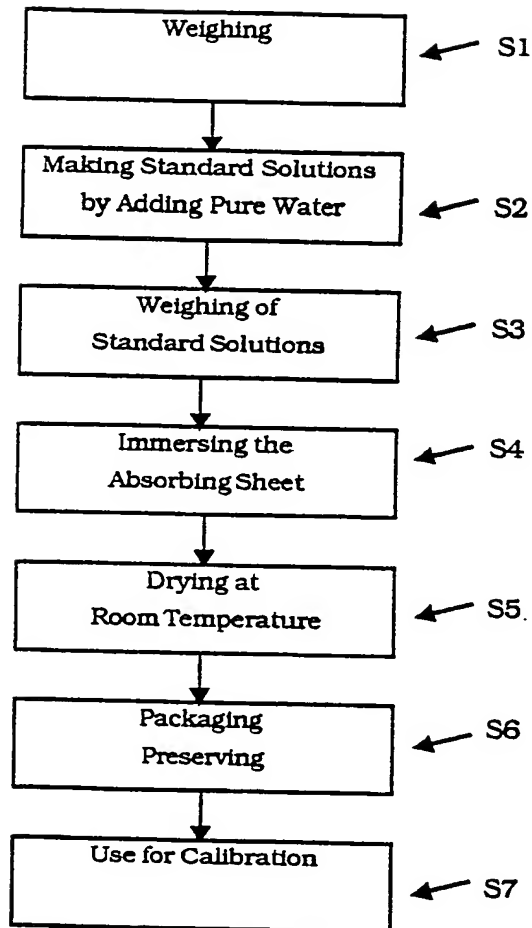 Weighing
S1
Making Standard Solutions
by Adding Pure Water
S2
Weighing of
Standard Solutions
S3
Immersing the
Absorbing Sheet
S4
Drying at
Room Temperature
S5.
Packaging
Preserving
S6
Use for Calibration
S7